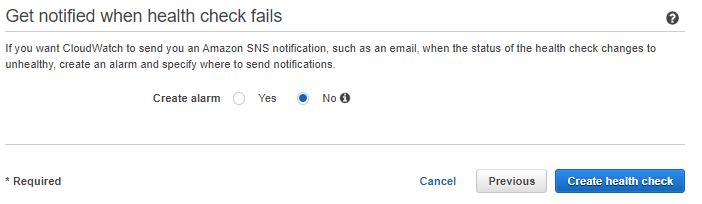 Get notified when health check fails
If you want CloudWatch to send you an Amazon SNS notification, such as an email, when the status of the health check changes to
unhealthy, create an alarm and specify where to send notifications.
Create alarm Yes No
* Required Cancel Previous Create health check